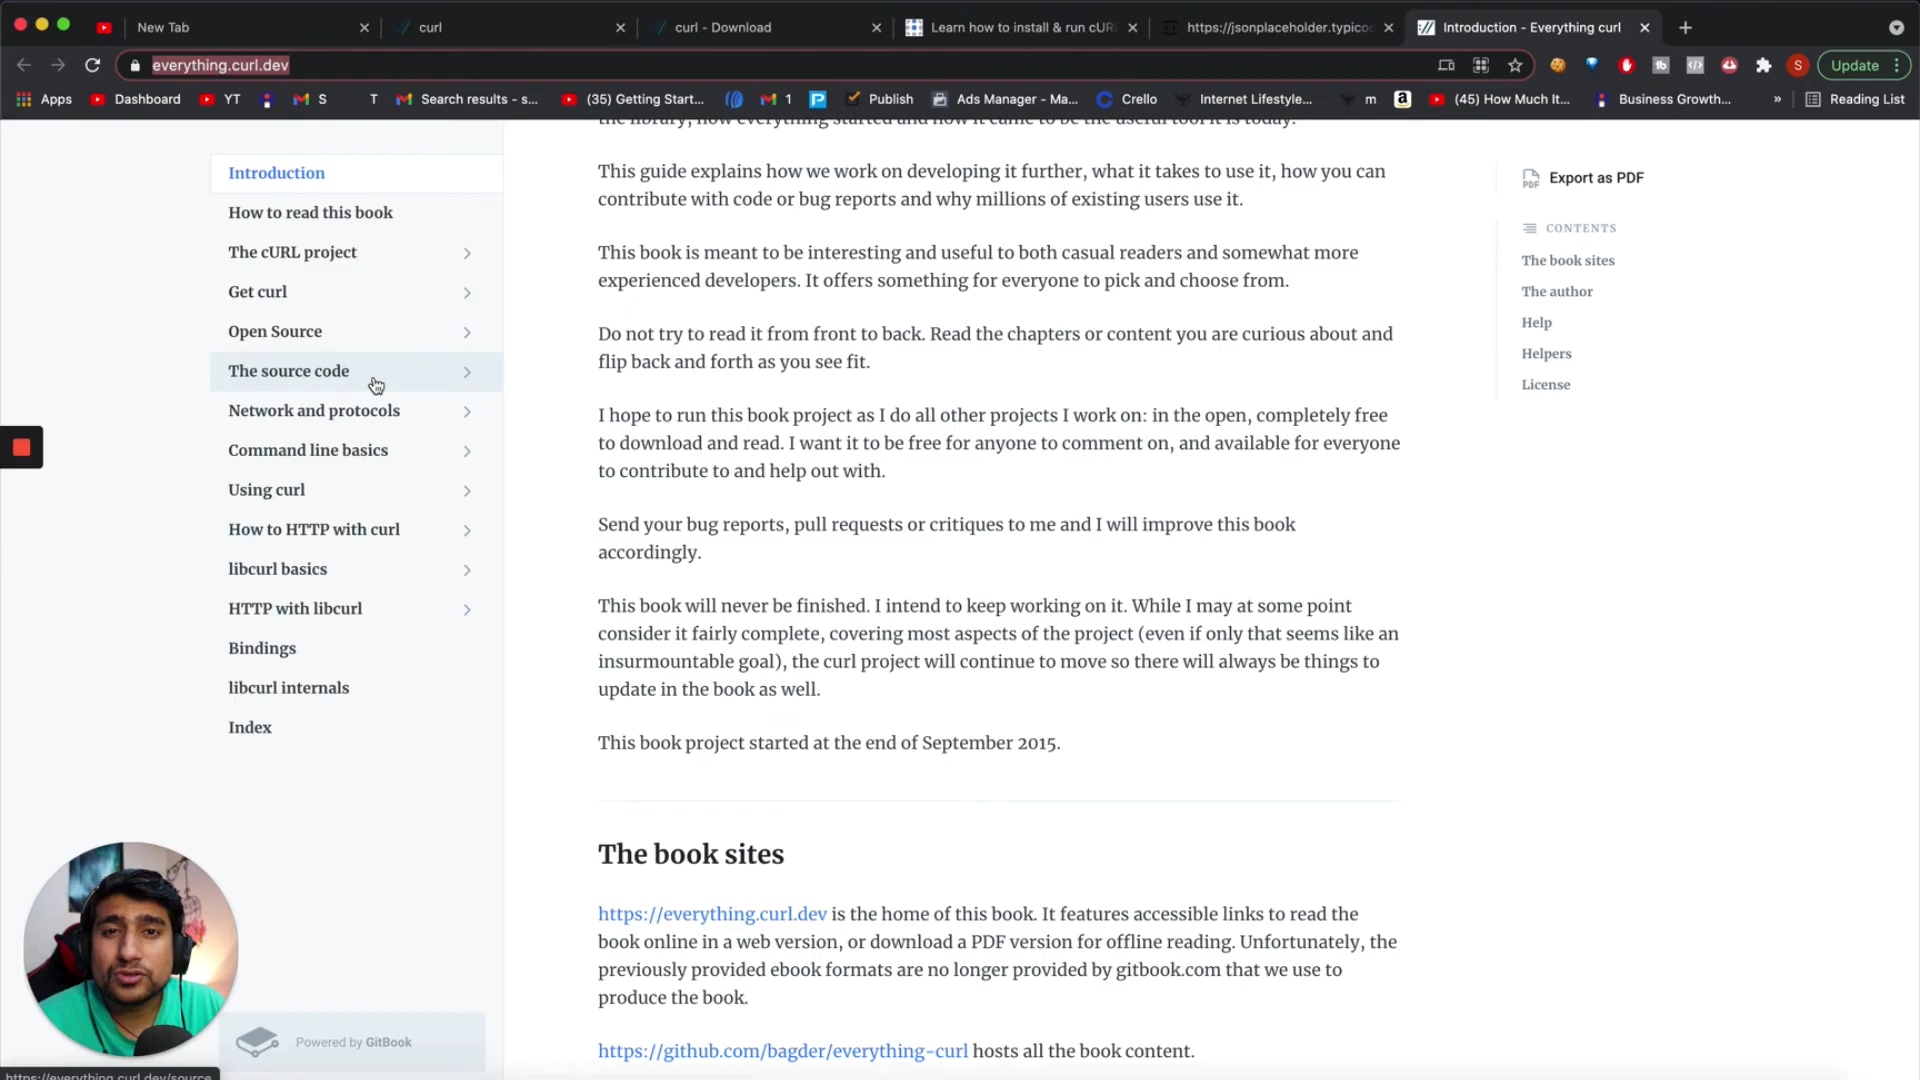 New Tab
curl
curl - Download
Learn how to install & run cURL
https://jsonplaceholder.typicod
Introduction - Everything curl
everything.curl.dev
S
Update
Apps
Dashboard
YT
S
T
Search results - s...
(35) Getting Start...
1
Publish
Ads Manager - Ma...
Crello
Internet Lifestyle...
m
(45) How Much It...
Business Growth...
»
Reading List
Introduction
How to read this book
The cURL project
Get curl
Open Source
The source code
Network and protocols
Command line basics
Using curl
How to HTTP with curl
libcurl basics
HTTP with libcurl
Bindings
libcurl internals
Index
Powered by GitBook
https://everything.curl.dev/source
the library, how everything started and how it came to be the useful tool it is today.
This guide explains how we work on developing it further, what it takes to use it, how you can
contribute with code or bug reports and why millions of existing users use it.
This book is meant to be interesting and useful to both casual readers and somewhat more
experienced developers. It offers something for everyone to pick and choose from.
Do not try to read it from front to back. Read the chapters or content you are curious about and
flip back and forth as you see fit.
I hope to run this book project as I do all other projects I work on: in the open, completely free
to download and read. I want it to be free for anyone to comment on, and available for everyone
to contribute to and help out with.
Send your bug reports, pull requests or critiques to me and I will improve this book
accordingly.
This book will never be finished. I intend to keep working on it. While I may at some point
consider it fairly complete, covering most aspects of the project (even if only that seems like an
insurmountable goal), the curl project will continue to move so there will always be things to
update in the book as well.
This book project started at the end of September 2015.
The book sites
https://everything.curl.dev is the home of this book. It features accessible links to read the
book online in a web version, or download a PDF version for offline reading. Unfortunately, the
previously provided ebook formats are no longer provided by gitbook.com that we use to
produce the book.
https://github.com/bagder/everything-curl hosts all the book content.
PDF
Export as PDF
CONTENTS
The book sites
The author
Help
Helpers
License